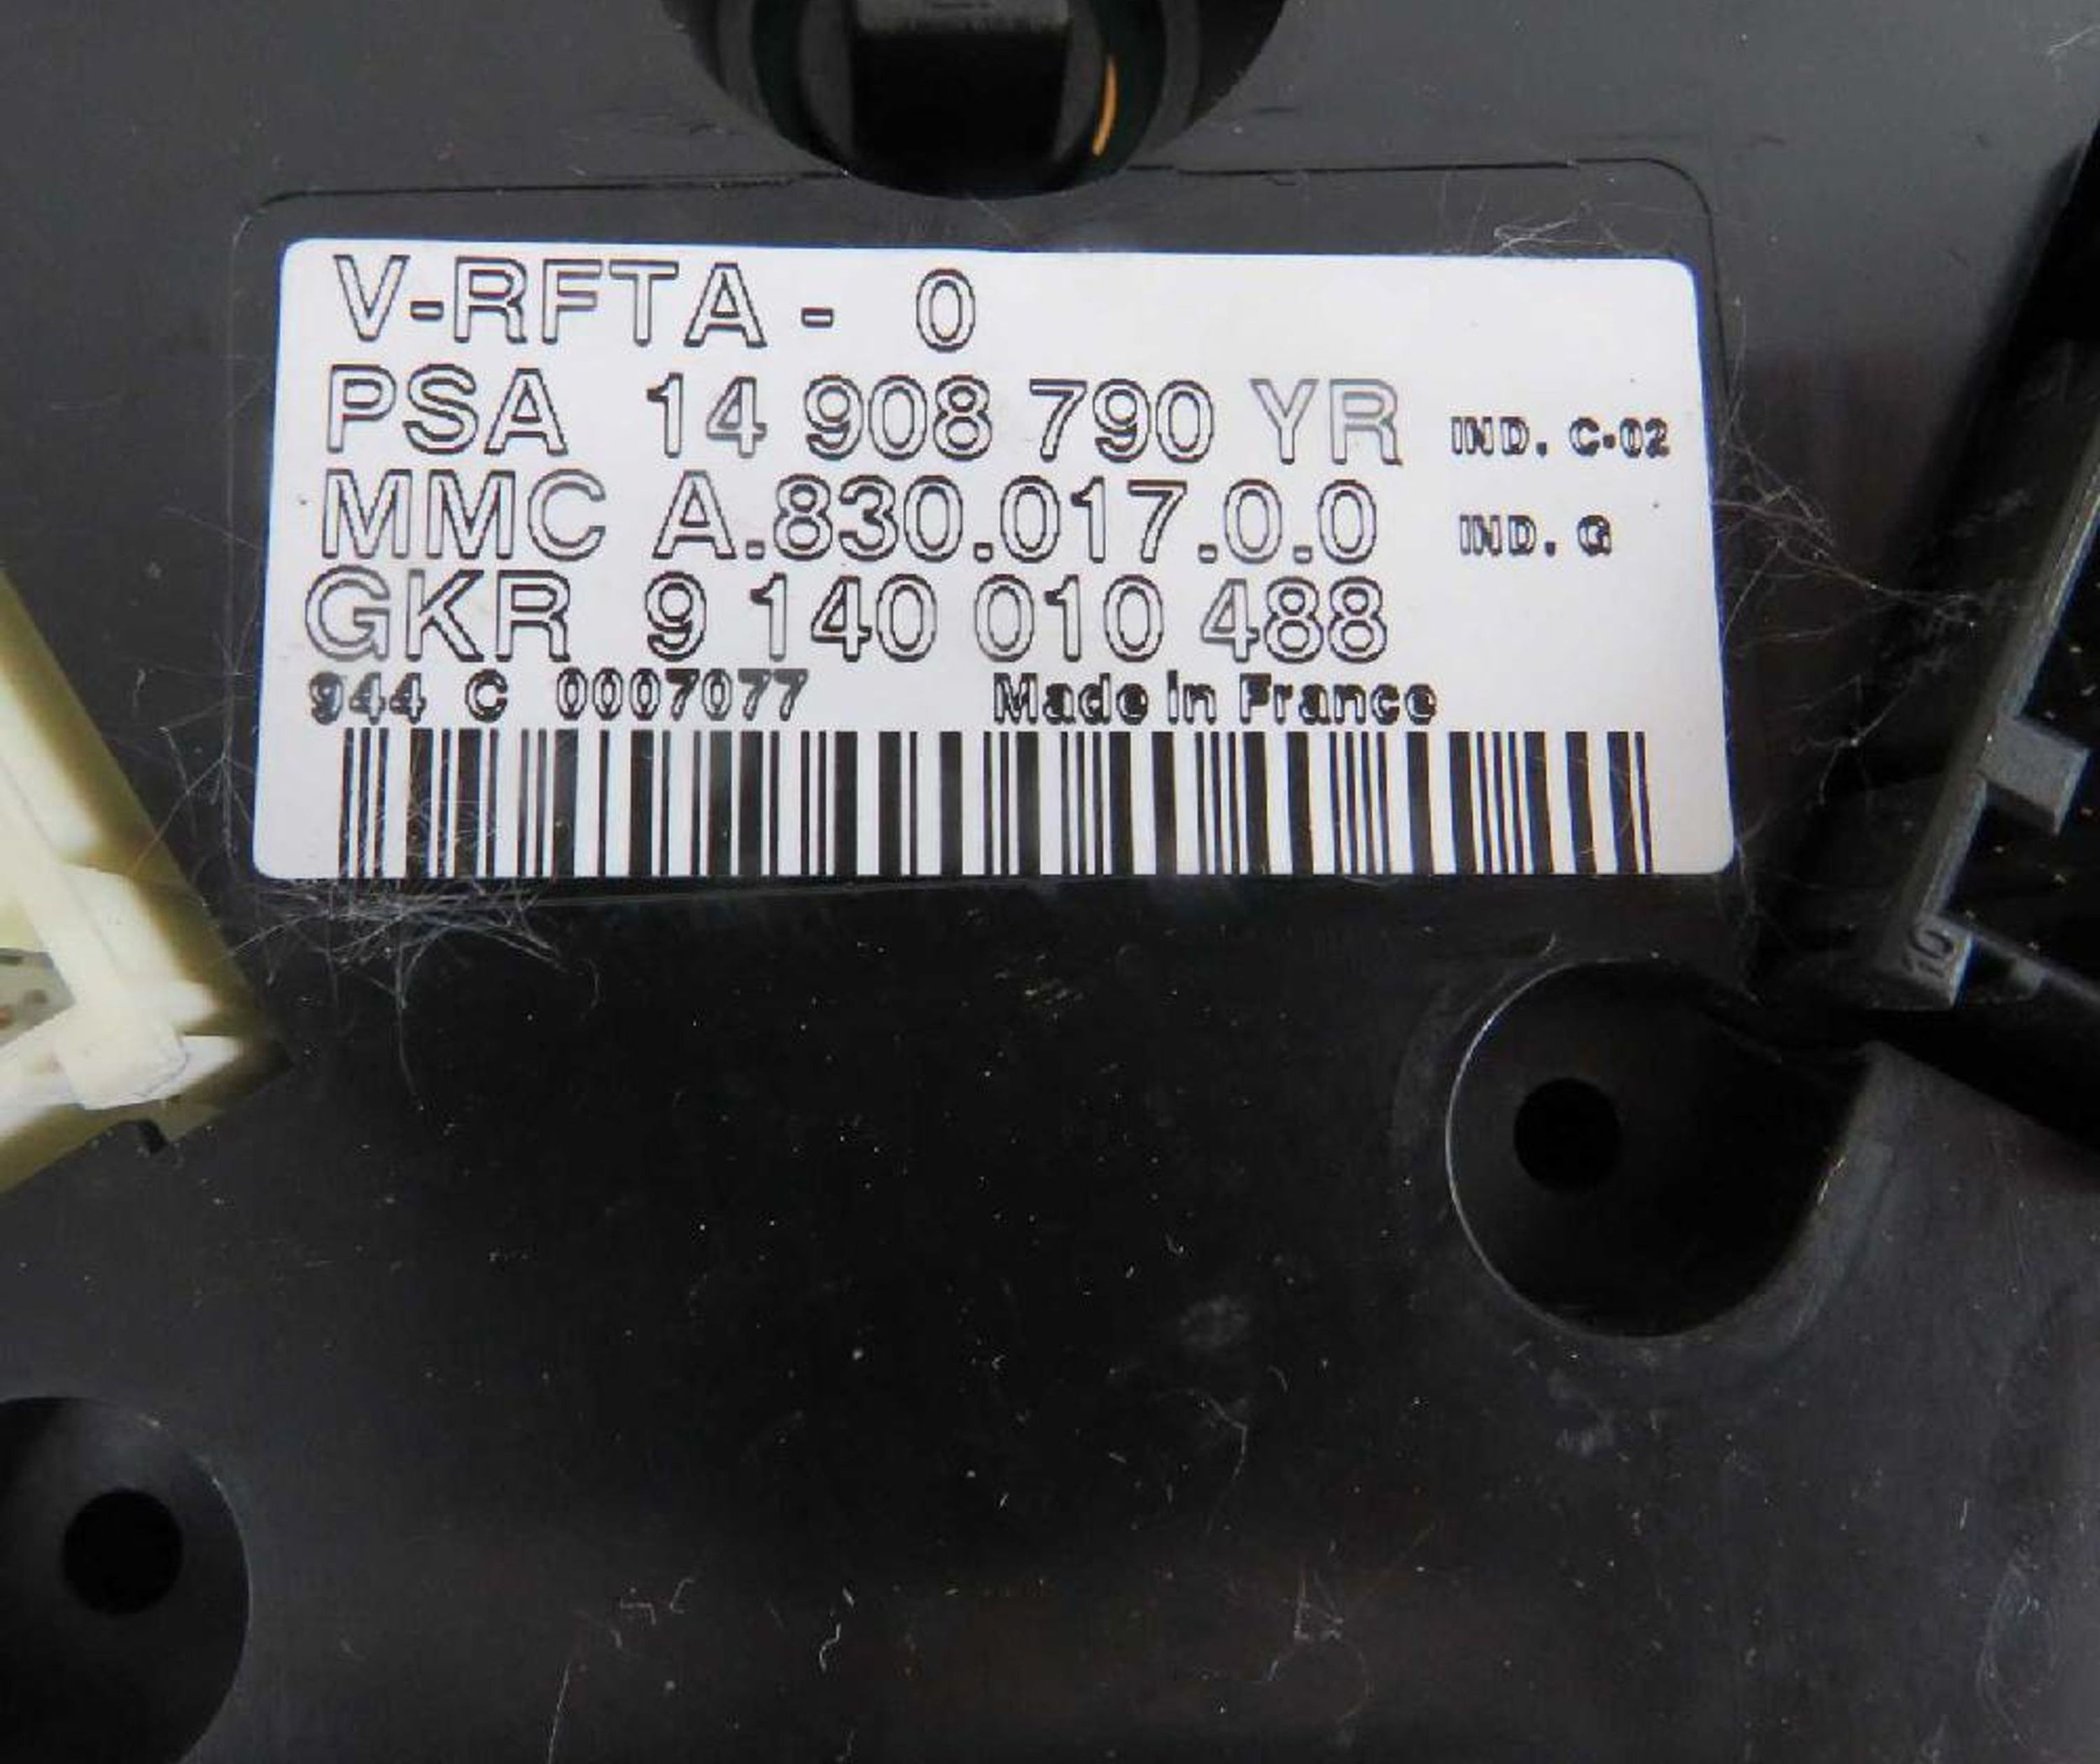 V-RFTA - 0
PSA 14 908 790 YR IND. C-02
MMC A.830.017.0.0 IND. G
GKR 9 140 010 488
944 C 0007077 Made in France
10